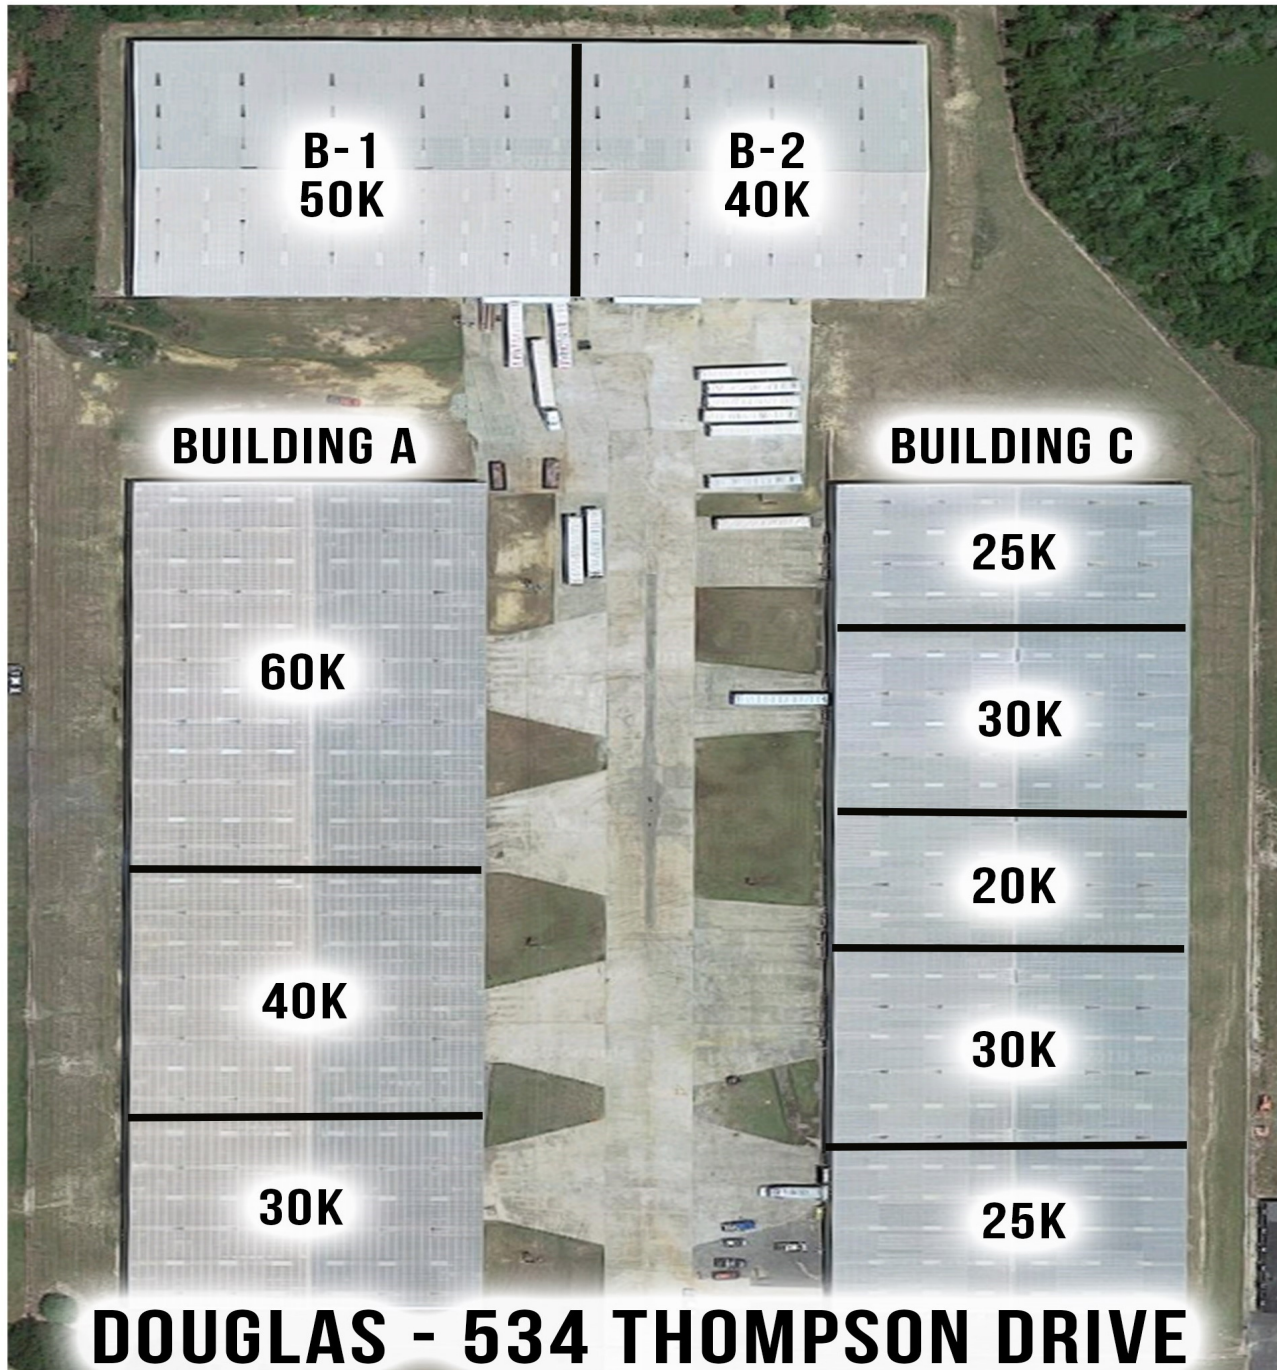 B-1
50K
B-2
40K
BUILDING A
60K
40K
30K
BUILDING C
25K
30K
20K
30K
25K
DOUGLAS - 534 THOMPSON DRIVE